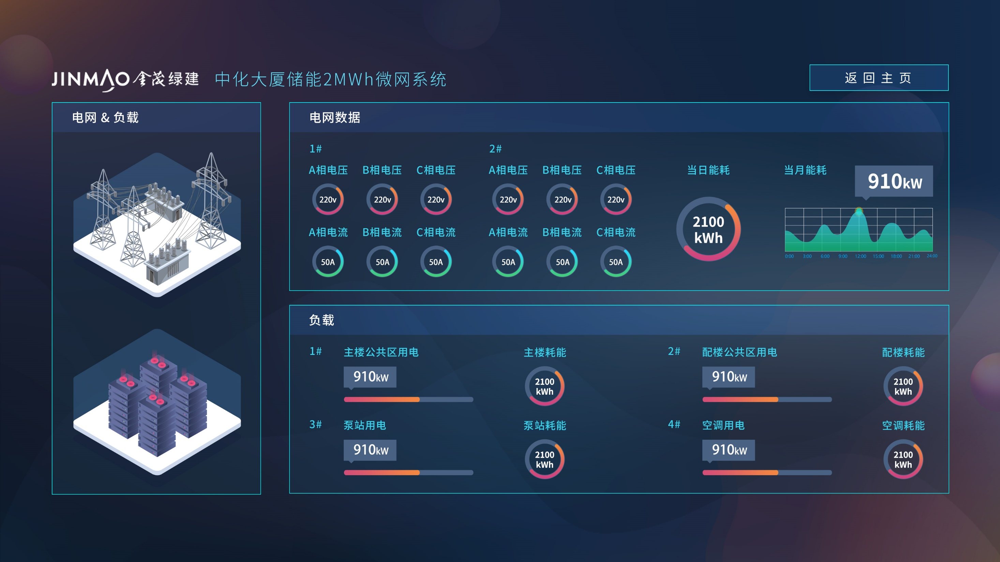 JINMAO 金茂绿建 中化大厦储能2MWh微网系统
返回主页
电网 & 负载
电网数据
1#
2#
A相电压 B相电压 C相电压
A相电压 B相电压 C相电压
220v 220v 220v
220v 220v 220v
A相电流 B相电流 C相电流
A相电流 B相电流 C相电流
50A 50A 50A
50A 50A 50A
当日能耗
2100
kWh
当月能耗
910kW
0:00 3:00 6:00 9:00 12:00 15:00 18:00 21:00 24:00
负载
1# 主楼公共区用电
910kW
主楼耗能
2100
kWh
2# 配楼公共区用电
910kW
配楼耗能
2100
kWh
3# 泵站用电
910kW
泵站耗能
2100
kWh
4# 空调用电
910kW
空调耗能
2100
kWh